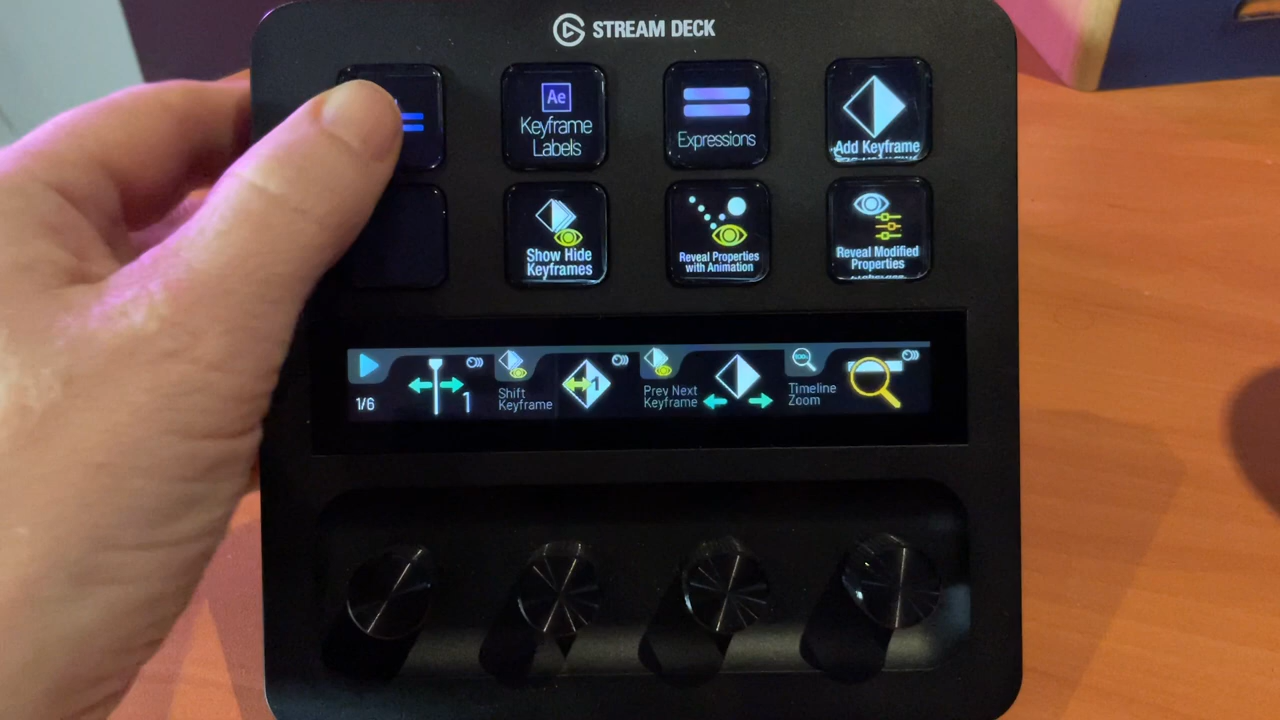 STREAM DECK
Ae
Keyframe
Labels
Expressions
Add Keyframe
Show Hide
Keyframes
Reveal Properties
with Animation
Reveal Modified
Properties
1/6
1
Shift
Keyframe
1
Prev Next
Keyframe
Timeline
Zoom